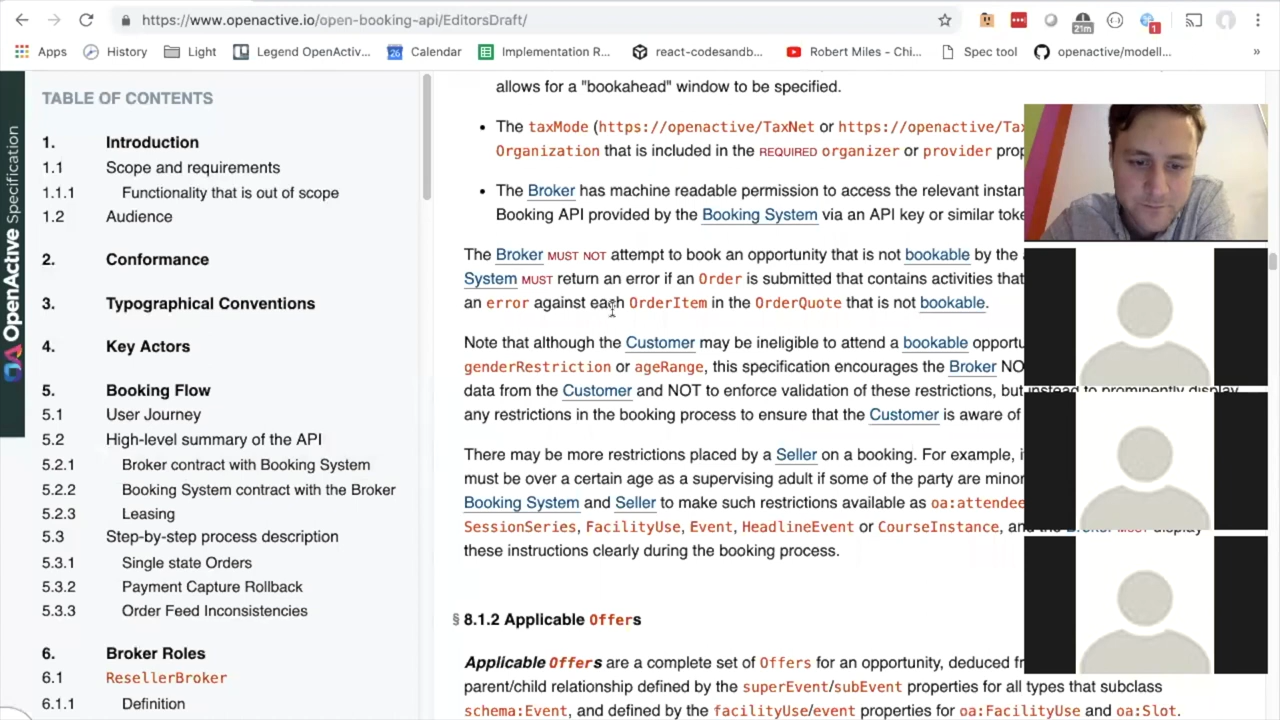 https://www.openactive.io/open-booking-api/EditorsDraft/
21m
1
Apps
History
Light
Legend OpenActiv...
26
Calendar
Implementation R...
react-codesandb...
Robert Miles - Chi...
Spec tool
openactive/modell...
»
OpenActive Specification
TABLE OF CONTENTS
1. Introduction
1.1 Scope and requirements
1.1.1 Functionality that is out of scope
1.2 Audience
2. Conformance
3. Typographical Conventions
4. Key Actors
5. Booking Flow
5.1 User Journey
5.2 High-level summary of the API
5.2.1 Broker contract with Booking System
5.2.2 Booking System contract with the Broker
5.2.3 Leasing
5.3 Step-by-step process description
5.3.1 Single state Orders
5.3.2 Payment Capture Rollback
5.3.3 Order Feed Inconsistencies
6. Broker Roles
6.1 ResellerBroker
6.1.1 Definition
allows for a "bookahead" window to be specified.
• The taxMode (https://openactive/TaxNet or https://openactive/Tax
Organization that is included in the REQUIRED organizer or provider prop
• The Broker has machine readable permission to access the relevant instan
Booking API provided by the Booking System via an API key or similar toke
The Broker MUST NOT attempt to book an opportunity that is not bookable by the
System MUST return an error if an Order is submitted that contains activities that
an error against each OrderItem in the OrderQuote that is not bookable.
Note that although the Customer may be ineligible to attend a bookable opportu
genderRestriction or ageRange, this specification encourages the Broker NO
data from the Customer and NOT to enforce validation of these restrictions, but instead to prominently display
any restrictions in the booking process to ensure that the Customer is aware of
There may be more restrictions placed by a Seller on a booking. For example, i
must be over a certain age as a supervising adult if some of the party are minor
Booking System and Seller to make such restrictions available as oa:attendee
SessionSeries, FacilityUse, Event, HeadlineEvent or CourseInstance, and the Broker MUST display
these instructions clearly during the booking process.
§ 8.1.2 Applicable Offers
Applicable Offers are a complete set of Offers for an opportunity, deduced fr
parent/child relationship defined by the superEvent/subEvent properties for all types that subclass
schema:Event, and defined by the facilityUse/event properties for oa:FacilityUse and oa:Slot.